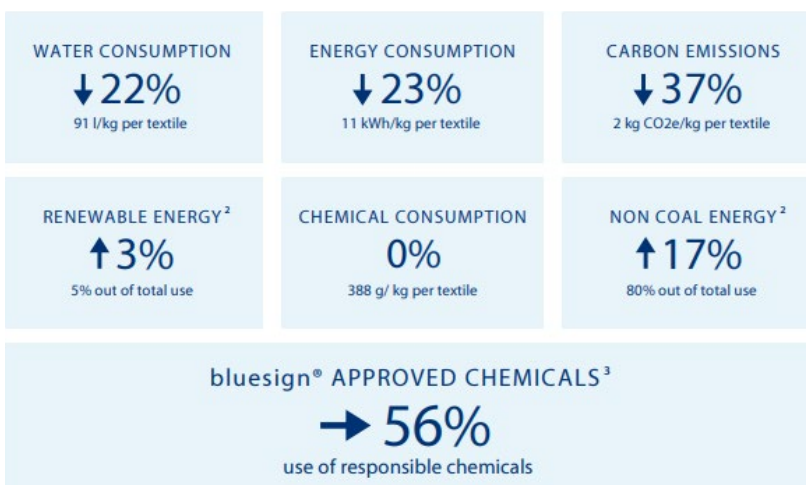 WATER CONSUMPTION
↓22%
91 l/kg per textile
ENERGY CONSUMPTION
↓23%
11 kWh/kg per textile
CARBON EMISSIONS
↓37%
2 kg CO2e/kg per textile
RENEWABLE ENERGY²
↑3%
5% out of total use
CHEMICAL CONSUMPTION
0%
388 g/ kg per textile
NON COAL ENERGY²
↑17%
80% out of total use
bluesign® APPROVED CHEMICALS³
→ 56%
use of responsible chemicals